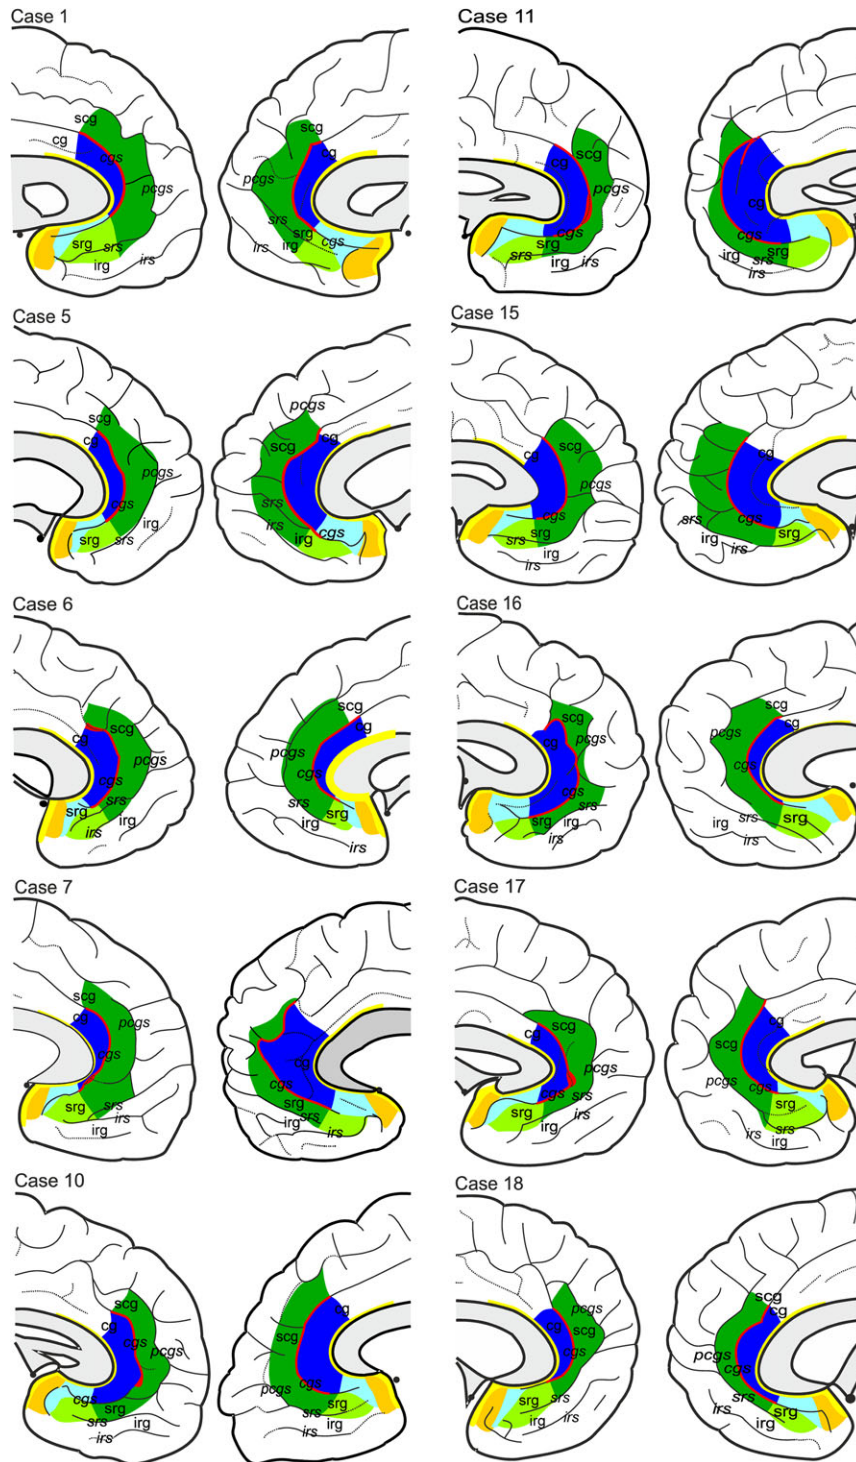 Case 1
scg
cg
cgs
pcgs
srg
srs
irg
irs
cg
pcgs
srs
srg
irs
irg
cgs
Case 11
cg
scg
pcgs
cgs
srg
srs
irg
irs
cg
cgs
srg
irg
srs
irs
Case 5
scg
cg
pcgs
cgs
irg
srg
srs
pcgs
cg
scg
srs
irs
irg
cgs
Case 15
scg
cg
pcgs
cgs
srg
irg
irs
cg
srs
cgs
irg
srg
irs
Case 6
scg
cg
pcgs
cgs
srs
srg
irg
irs
scg
cg
pcgs
cgs
srs
srg
irg
irs
Case 16
scg
cg
pcgs
cgs
srs
srg
irg
irs
scg
cg
pcgs
cgs
srs
srg
irg
irs
Case 7
scg
cg
pcgs
cgs
srg
srs
irs
irg
cg
cgs
srg
srs
irg
irs
Case 17
scg
cg
pcgs
cgs
srs
srg
irs
irg
cg
scg
pcgs
cgs
srg
srs
irs
irg
Case 10
scg
cg
cgs
pcgs
cgs
srg
srs
irg
irs
cg
scg
pcgs
srg
srs
irg
irs
Case 18
pcgs
scg
cg
cgs
srs
srg
irg
irs
scg
cg
pcgs
cgs
srs
srg
irs
irg